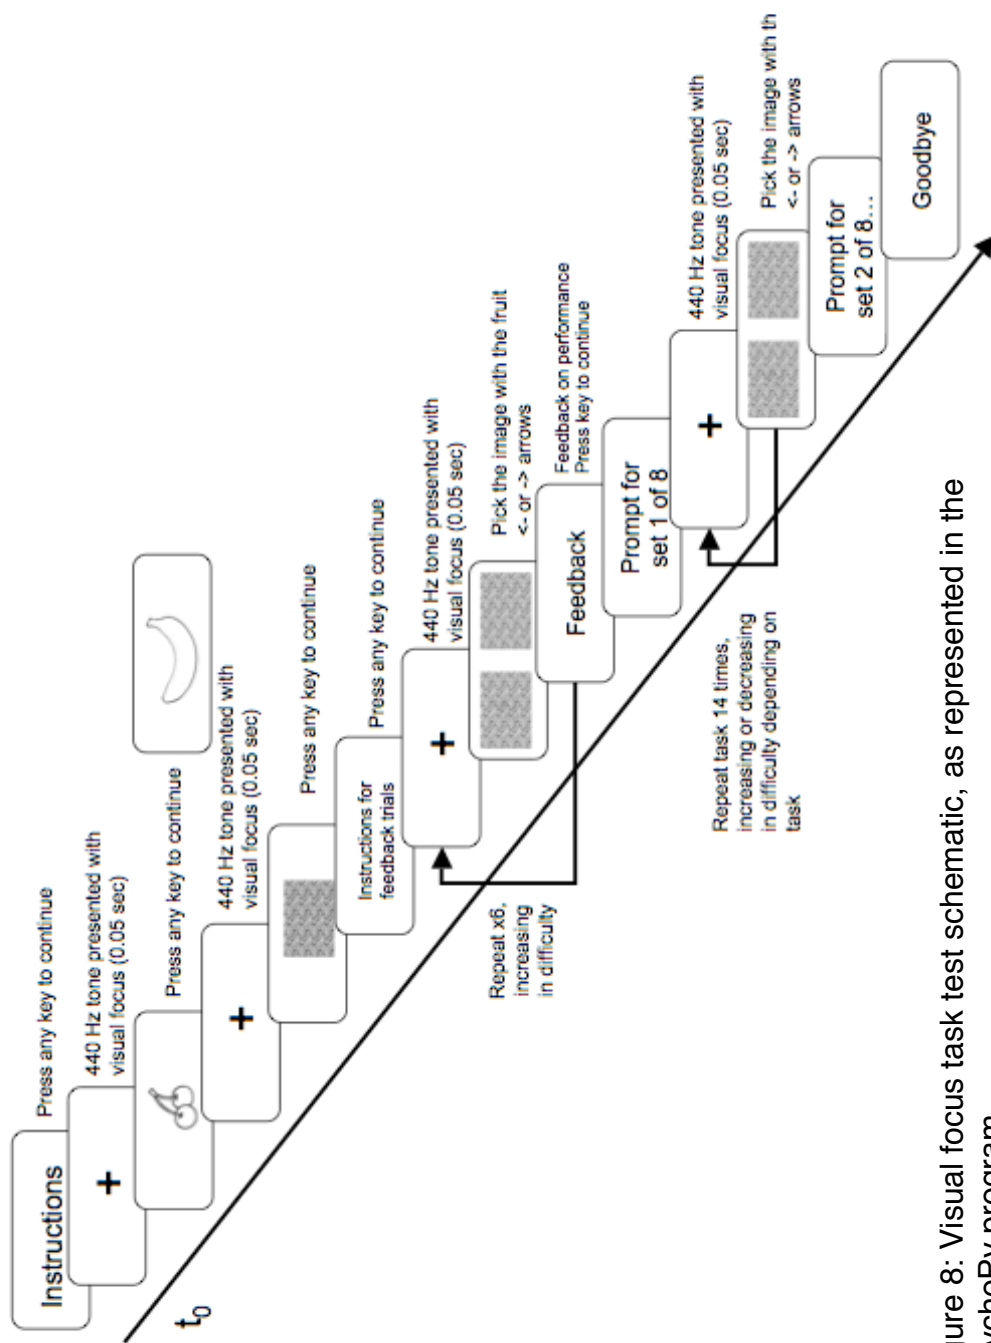 Instructions
Press any key to continue
+
440 Hz tone presented with
visual focus (0.05 sec)
Press any key to continue
+
440 Hz tone presented with
visual focus (0.05 sec)
Press any key to continue
Instructions for
feedback trials
Press any key to continue
+
440 Hz tone presented with
visual focus (0.05 sec)
Pick the image with the fruit
<- or -> arrows
Feedback
Feedback on performance
Press key to continue
Repeat x6,
increasing
in difficulty
Prompt for
set 1 of 8
+
440 Hz tone presented with
visual focus (0.05 sec)
Pick the image with th
<- or -> arrows
Repeat task 14 times,
increasing or decreasing
in difficulty depending on
task
Prompt for
set 2 of 8...
Goodbye
t0
ure 8: Visual focus task test schematic, as represented in the
program